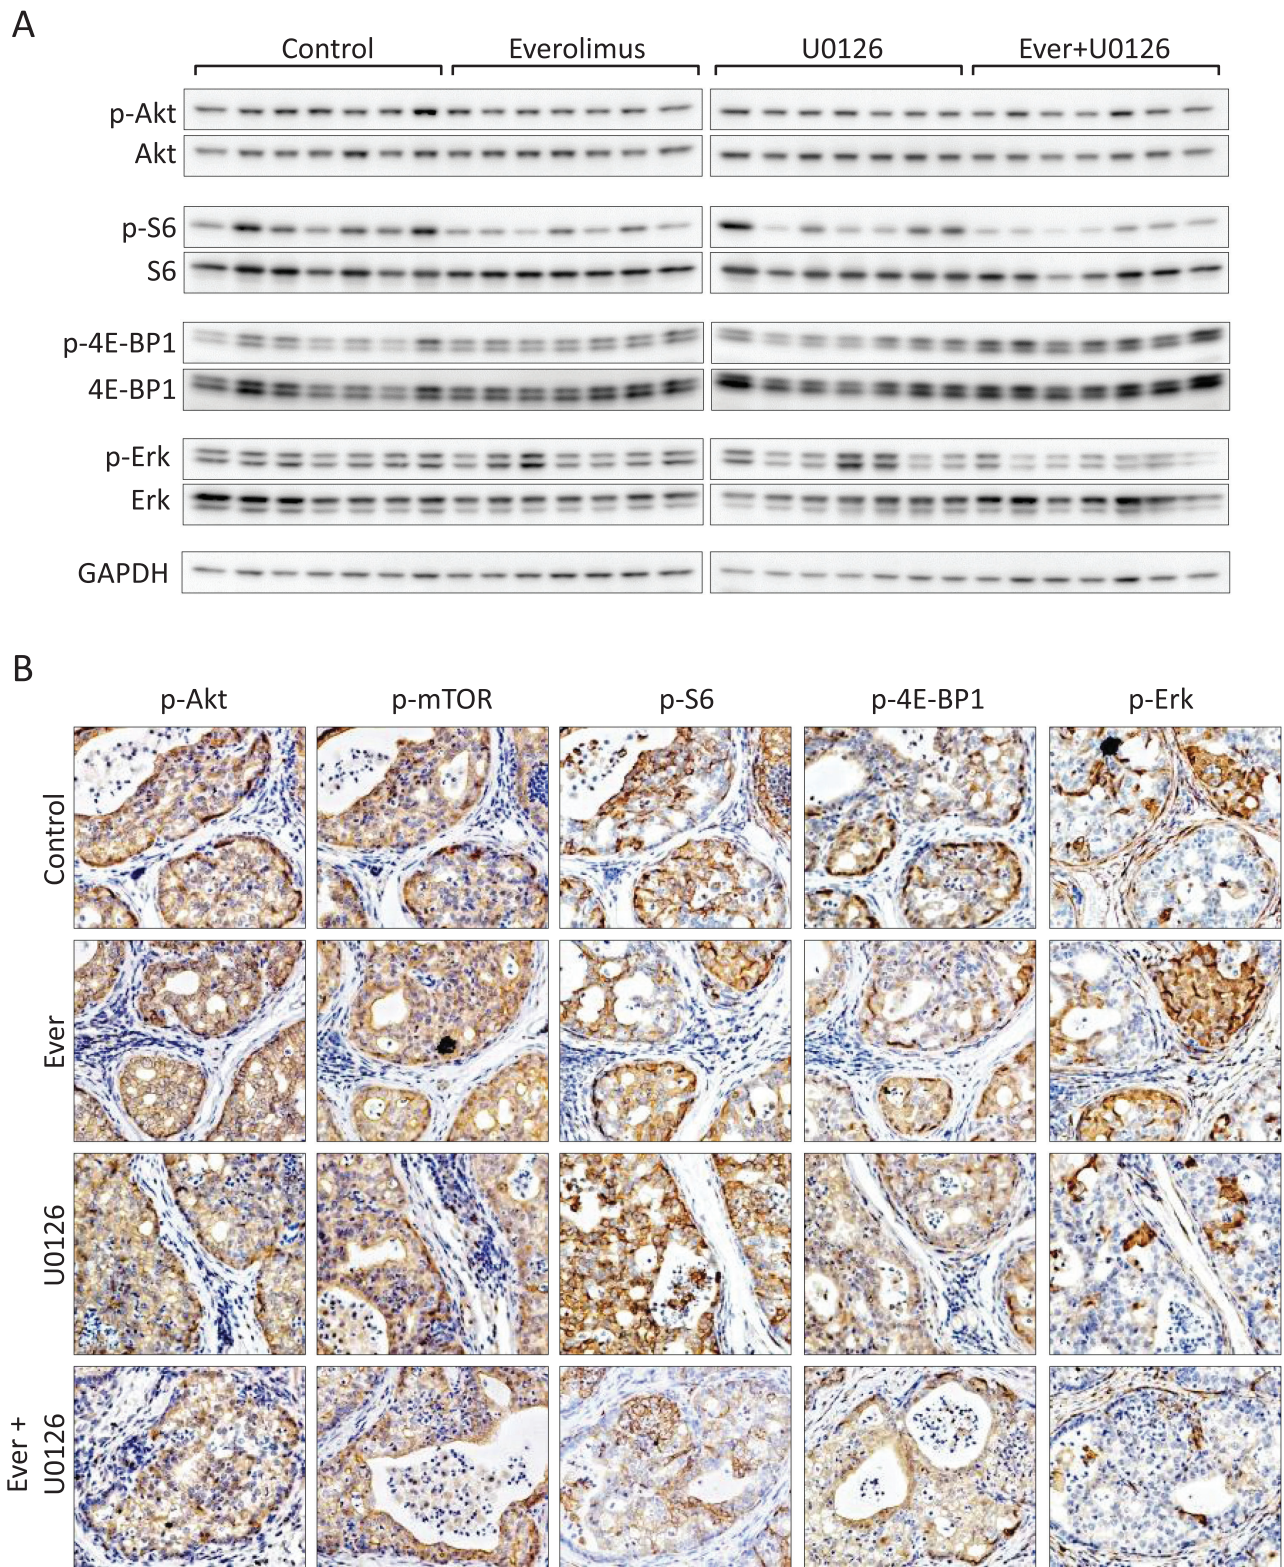 A
Control Everolimus U0126 Ever+U0126
p-Akt
Akt
p-S6
S6
p-4E-BP1
4E-BP1
p-Erk
Erk
GAPDH
B
p-Akt p-mTOR p-S6 p-4E-BP1 p-Erk
Control
Ever
U0126
Ever +
U0126